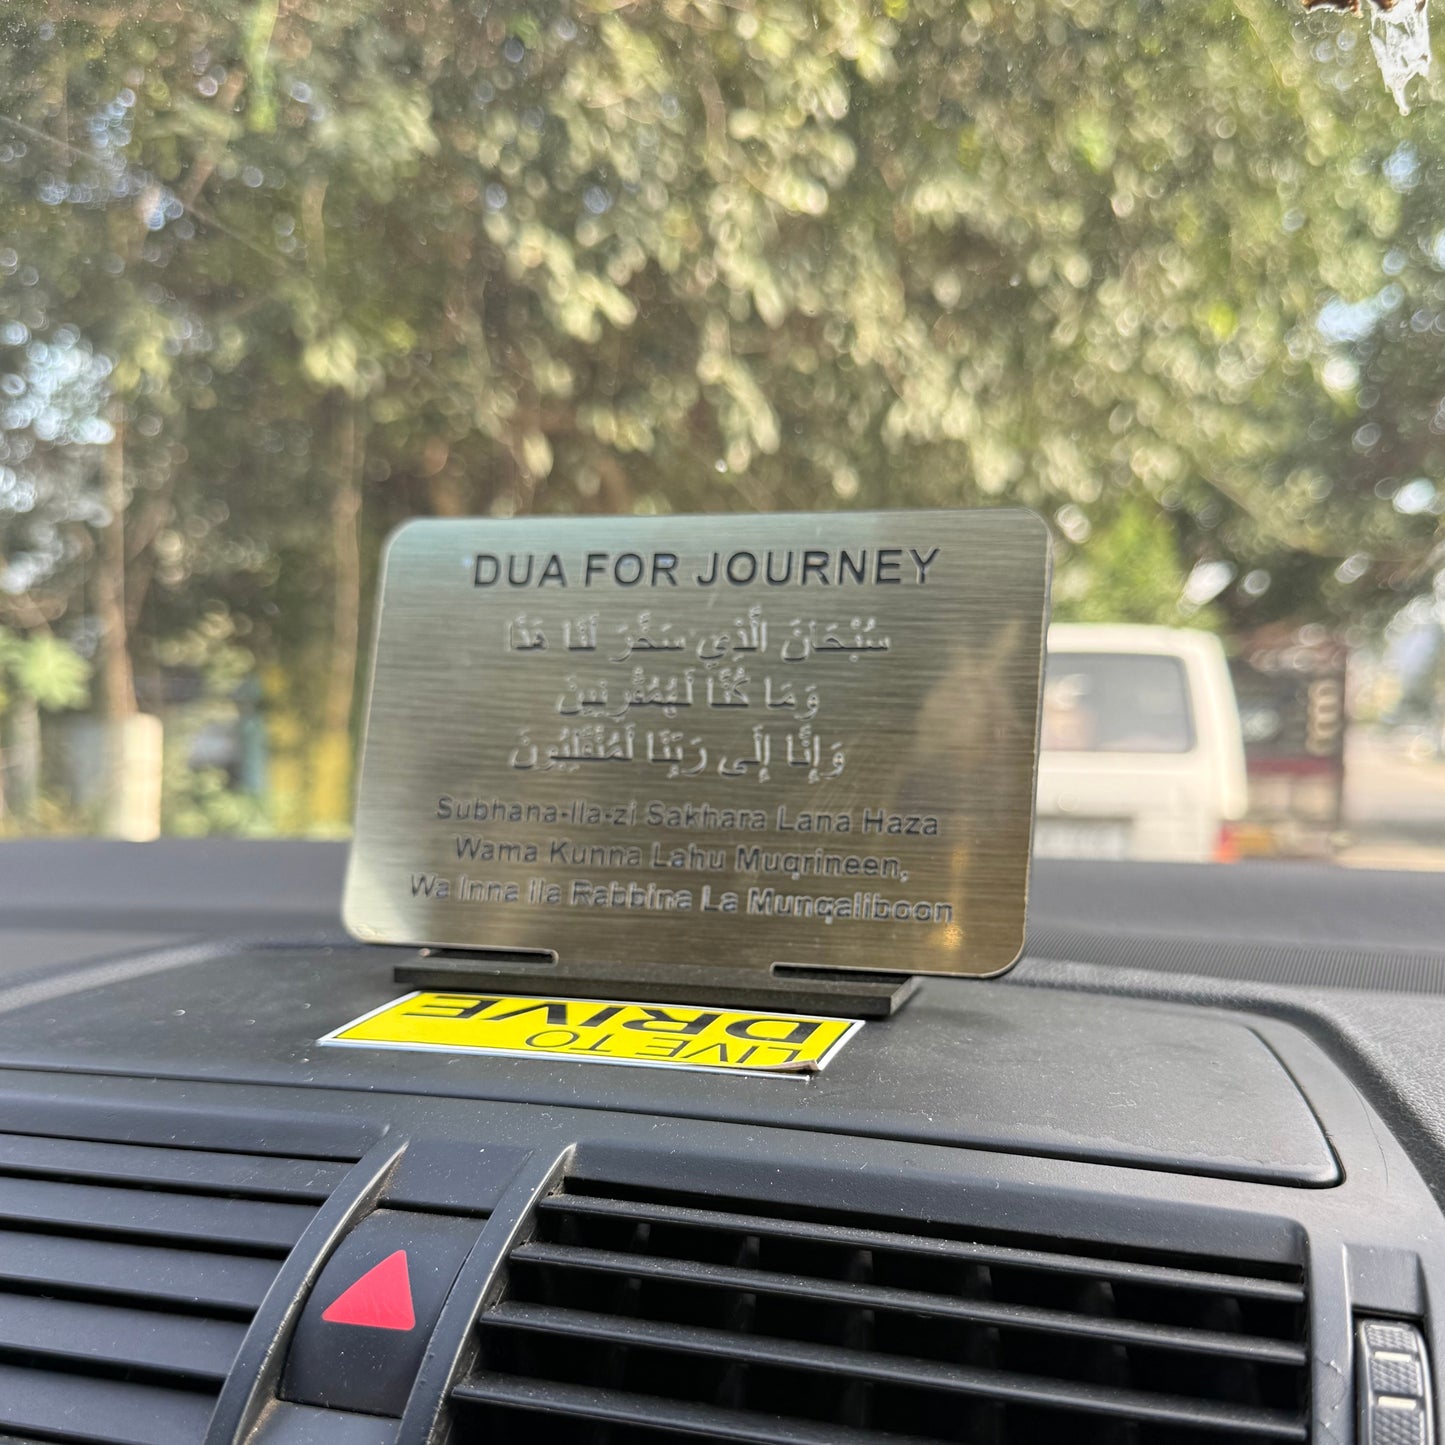 DUA FOR JOURNEY
سُبْحَانَ الَّذِي سَخَّرَ لَنَا هَذَا
وَمَا كُنَّا لَهُ مُقْرِنِينَ
وَإِنَّا إِلَى رَبِّنَا لَمُنْقَلِبُونَ
Subhana-lla-zi Sakhara Lana Haza
Wama Kunna Lahu Muqrineen,
Wa Inna ila Rabbina La Munqaliboon
LIVE TO
DRIVE